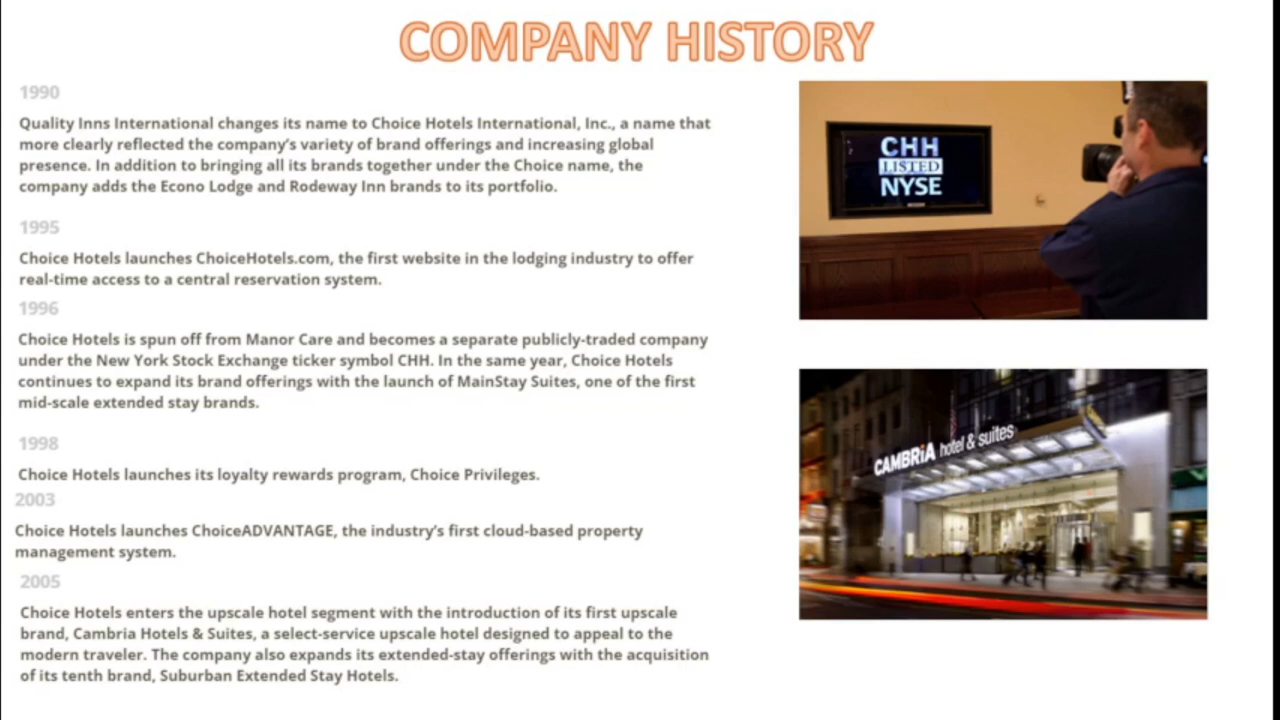 COMPANY HISTORY
1990
Quality Inns International changes its name to Choice Hotels International, Inc., a name that
more clearly reflected the company's variety of brand offerings and increasing global
presence. In addition to bringing all its brands together under the Choice name, the
company adds the Econo Lodge and Rodeway Inn brands to its portfolio.
1995
Choice Hotels launches ChoiceHotels.com, the first website in the lodging industry to offer
real-time access to a central reservation system.
1996
Choice Hotels is spun off from Manor Care and becomes a separate publicly-traded company
under the New York Stock Exchange ticker symbol CHH. In the same year, Choice Hotels
continues to expand its brand offerings with the launch of MainStay Suites, one of the first
mid-scale extended stay brands.
1998
Choice Hotels launches its loyalty rewards program, Choice Privileges.
2003
Choice Hotels launches ChoiceADVANTAGE, the industry's first cloud-based property
management system.
2005
Choice Hotels enters the upscale hotel segment with the introduction of its first upscale
brand, Cambria Hotels & Suites, a select-service upscale hotel designed to appeal to the
modern traveler. The company also expands its extended-stay offerings with the acquisition
of its tenth brand, Suburban Extended Stay Hotels.
CHH
LISTED
NYSE
CAMBRiA hotel & suites